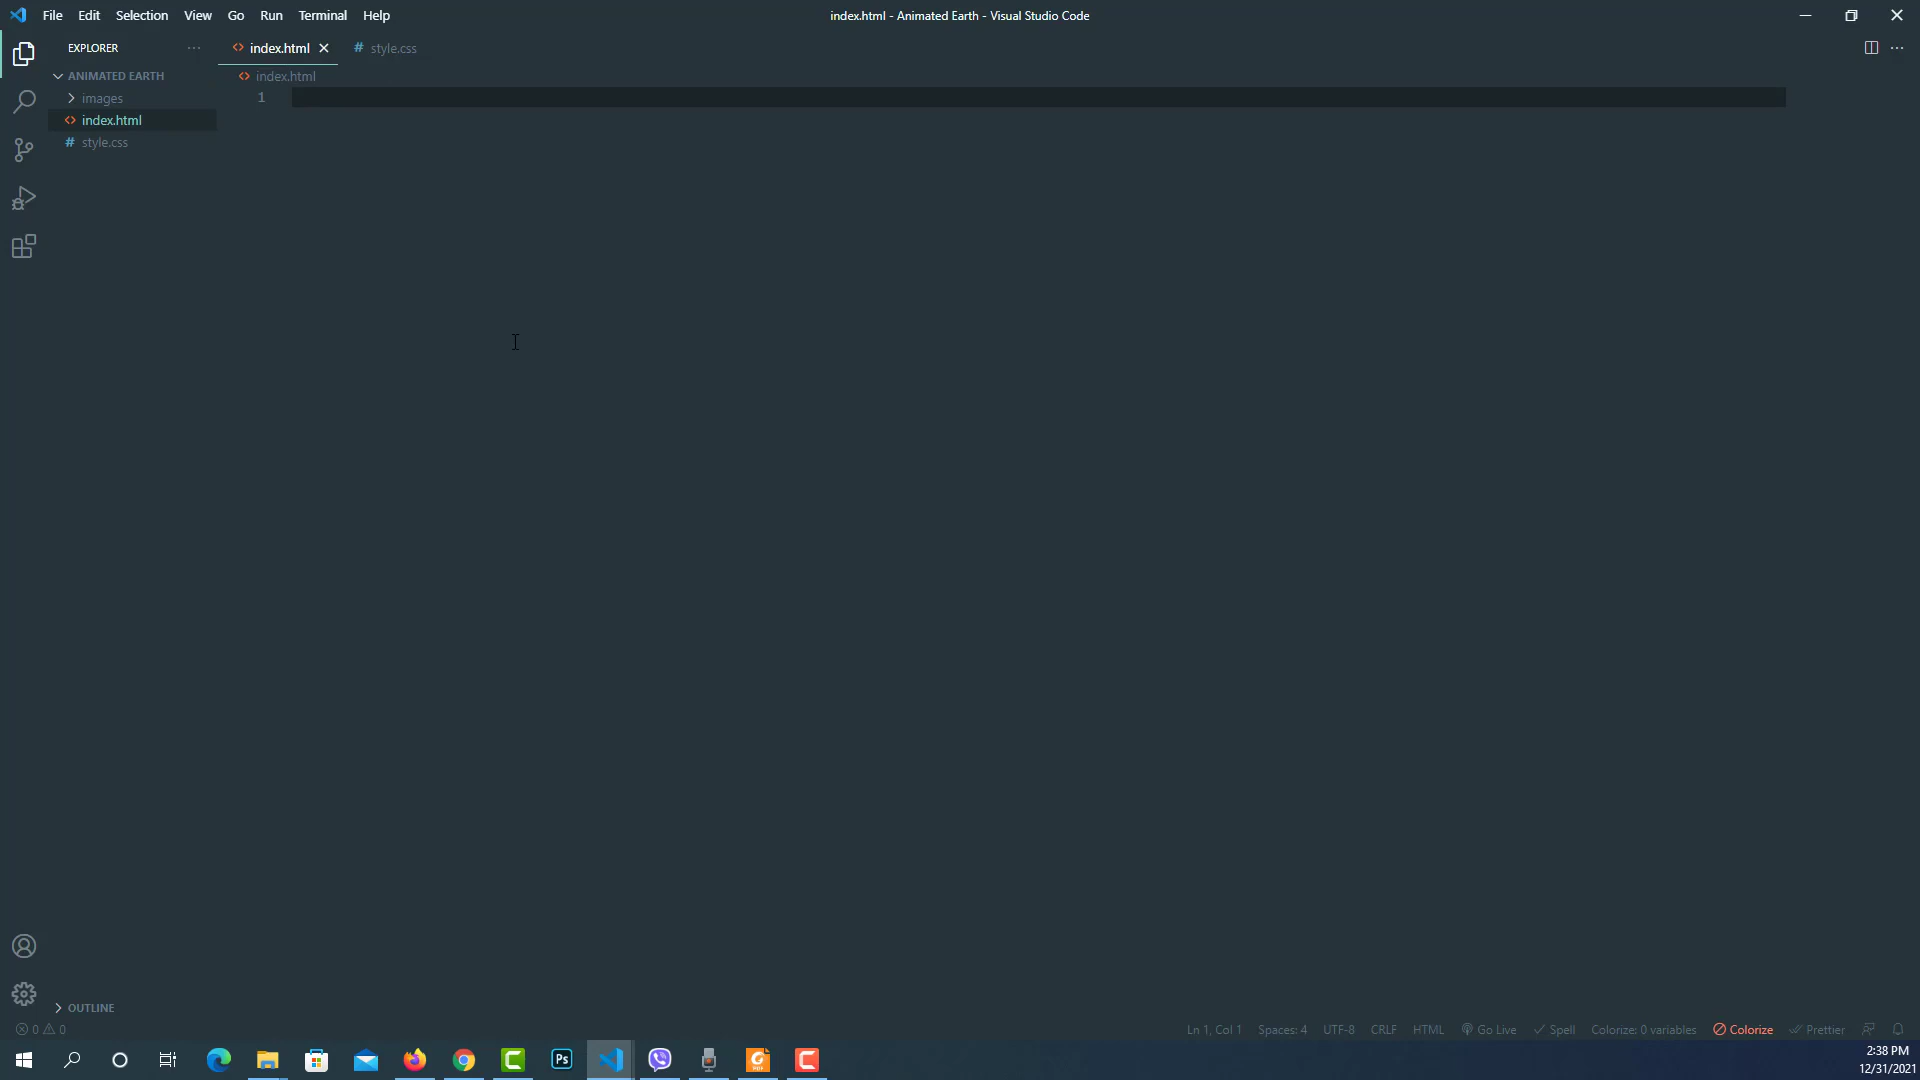 File Edit Selection View Go Run Terminal Help
index.html - Animated Earth - Visual Studio Code
EXPLORER
index.html
# style.css
ANIMATED EARTH
images
index.html
# style.css
index.html
1
OUTLINE
0 0
Ln 1, Col 1 Spaces: 4 UTF-8 CRLF HTML Go Live Spell Colorize: 0 variables Colorize Prettier
Ps
2:38 PM
12/31/2021